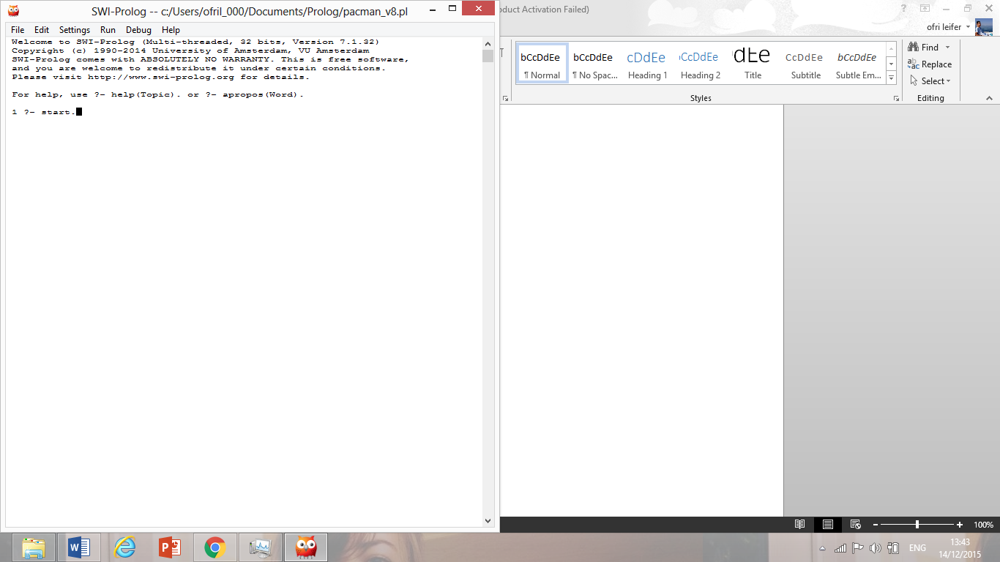 SWI-Prolog -- c:/Users/ofril_000/Documents/Prolog/pacman_v8.pl
File Edit Settings Run Debug Help
Welcome to SWI-Prolog (Multi-threaded, 32 bits, Version 7.1.32)
Copyright (c) 1990-2014 University of Amsterdam, VU Amsterdam
SWI-Prolog comes with ABSOLUTELY NO WARRANTY. This is free software,
and you are welcome to redistribute it under certain conditions.
Please visit http://www.swi-prolog.org for details.
For help, use ?- help(Topic). or ?- apropos(Word).
1 ?- start.
oduct Activation Failed)
ofri leifer
bCcDdEe bCcDdEe cDdEe iCcDdEe dEe CcDdEe bCcDdEe
¶ Normal ¶ No Spac... Heading 1 Heading 2 Title Subtitle Subtle Em...
Styles
Find
Replace
Select
Editing
100%
ENG
13:43
14/12/2015